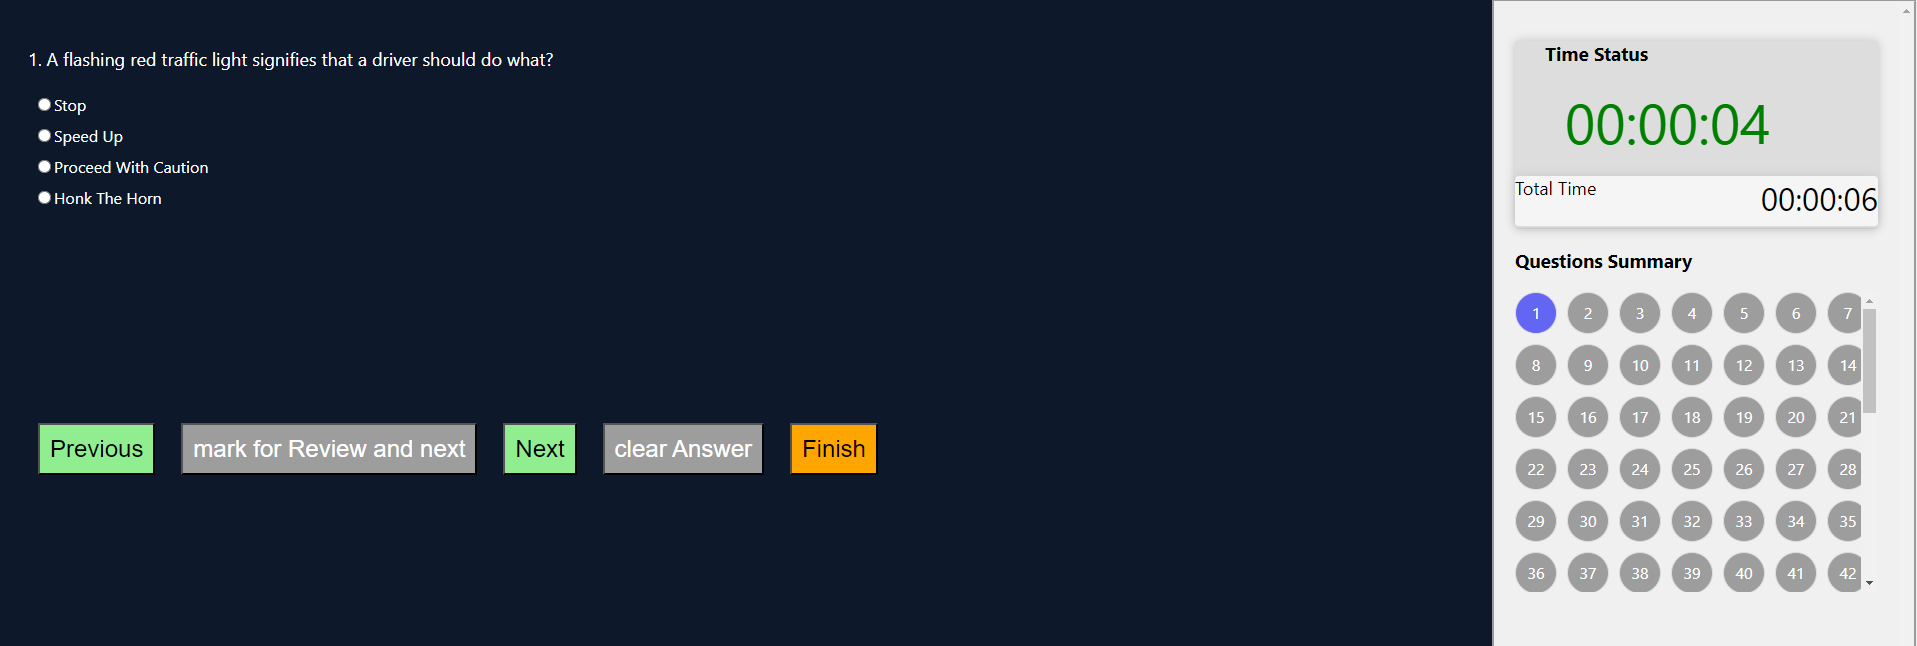 1. A flashing red traffic light signifies that a driver should do what?
Stop
Speed Up
Proceed With Caution
Honk The Horn
Previous
mark for Review and next
Next
clear Answer
Finish
Time Status
00:00:04
Total Time
00:00:06
Questions Summary
1 2 3 4 5 6 7
8 9 10 11 12 13 14
15 16 17 18 19 20 21
22 23 24 25 26 27 28
29 30 31 32 33 34 35
36 37 38 39 40 41 42